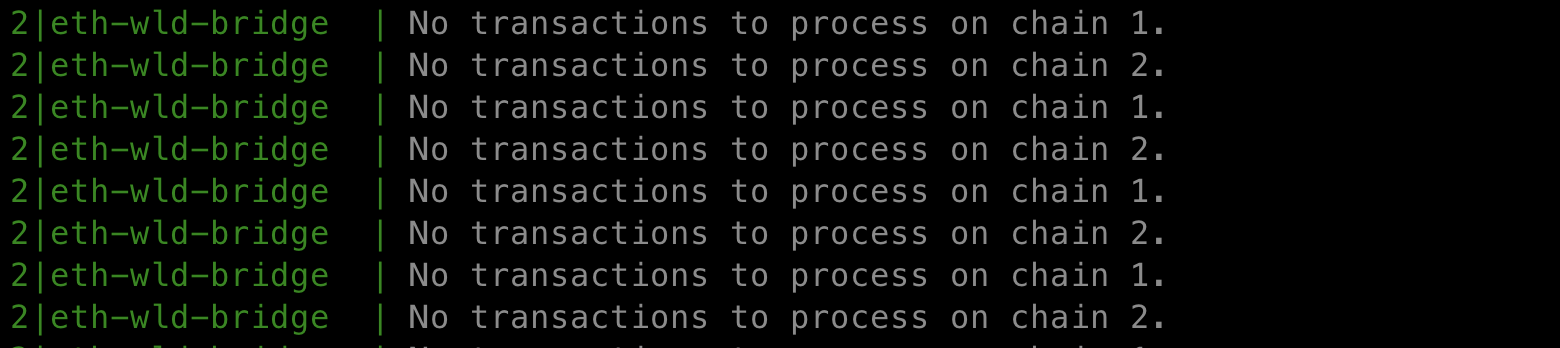 2|eth-wld-bridge  | No transactions to process on chain 1.
2|eth-wld-bridge  | No transactions to process on chain 2.
2|eth-wld-bridge  | No transactions to process on chain 1.
2|eth-wld-bridge  | No transactions to process on chain 2.
2|eth-wld-bridge  | No transactions to process on chain 1.
2|eth-wld-bridge  | No transactions to process on chain 2.
2|eth-wld-bridge  | No transactions to process on chain 1.
2|eth-wld-bridge  | No transactions to process on chain 2.